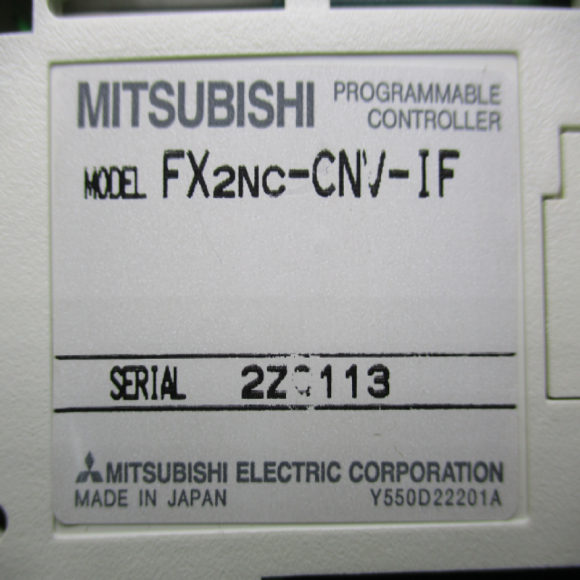 MITSUBISHI PROGRAMMABLE CONTROLLER
MODEL FX2NC-CNV-IF
SERIAL
MITSUBISHI ELECTRIC CORPORATION
MADE IN JAPAN Y550D22201A